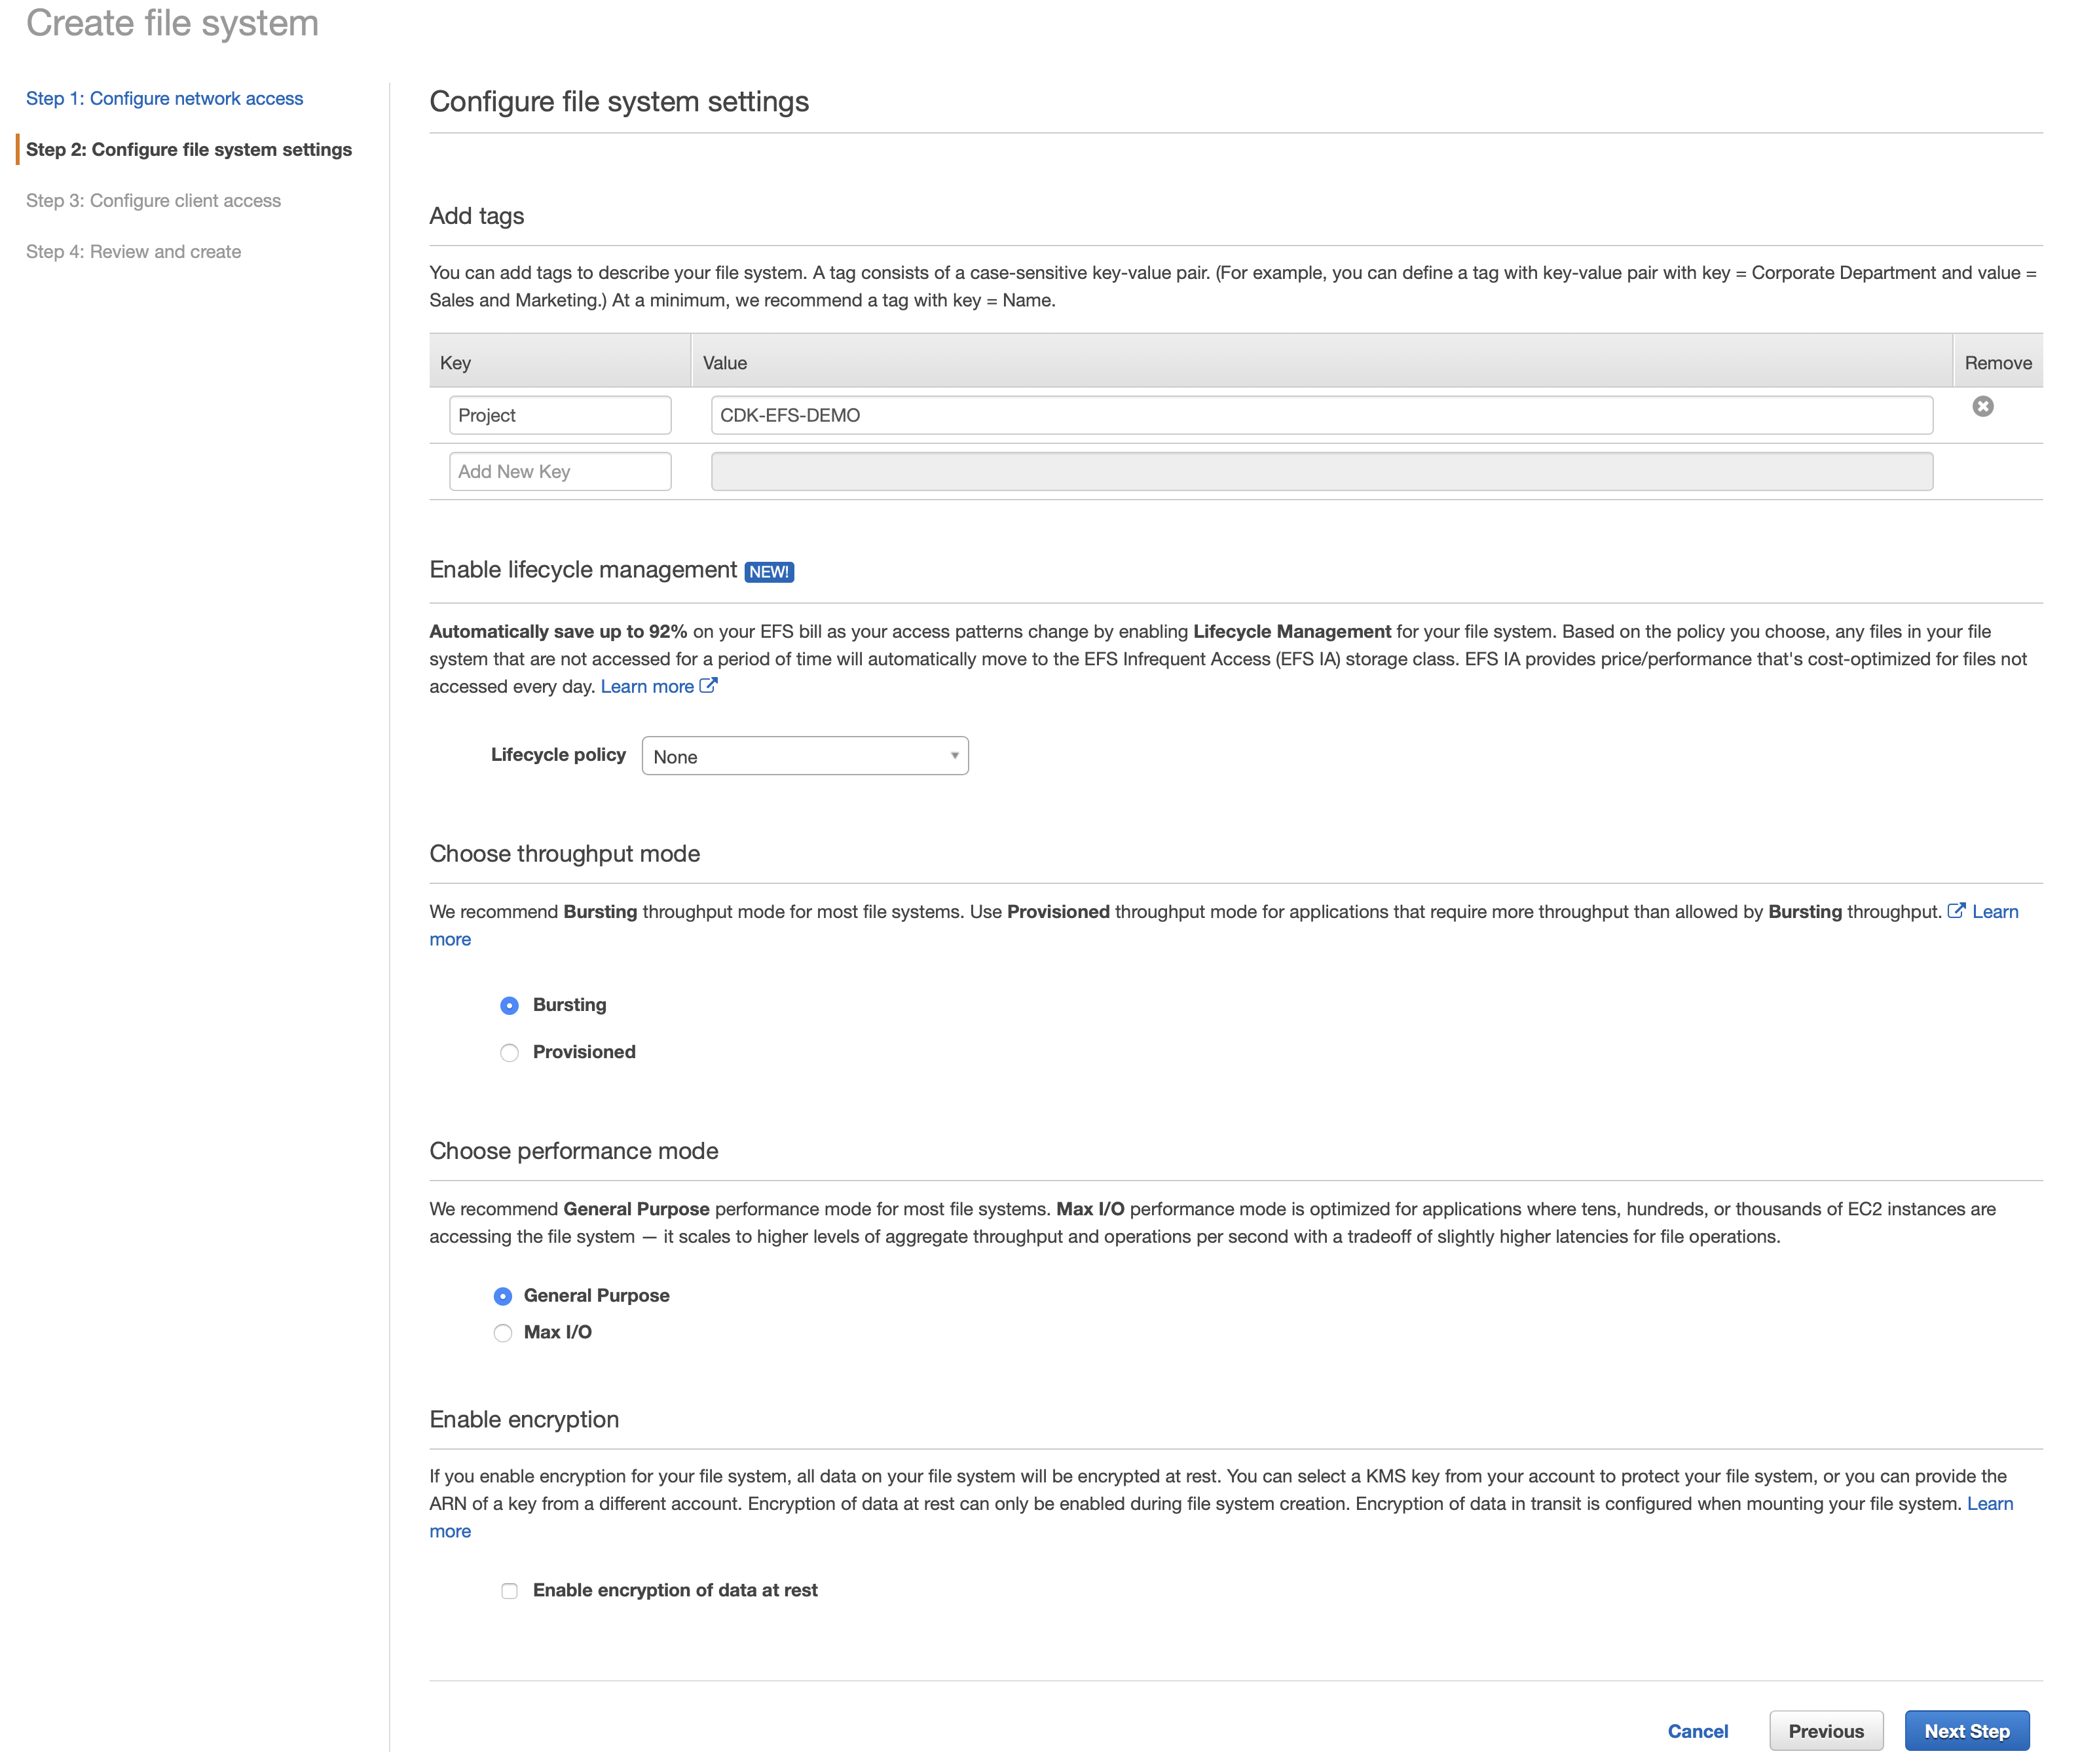 Create file system
Step 1: Configure network access
Step 2: Configure file system settings
Step 3: Configure client access
Step 4: Review and create
Configure file system settings
Add tags
You can add tags to describe your file system. A tag consists of a case-sensitive key-value pair. (For example, you can define a tag with key-value pair with key = Corporate Department and value =
Sales and Marketing.) At a minimum, we recommend a tag with key = Name.
Key Value Remove
Project CDK-EFS-DEMO
Add New Key
Enable lifecycle management NEW!
Automatically save up to 92% on your EFS bill as your access patterns change by enabling Lifecycle Management for your file system. Based on the policy you choose, any files in your file
system that are not accessed for a period of time will automatically move to the EFS Infrequent Access (EFS IA) storage class. EFS IA provides price/performance that's cost-optimized for files not
accessed every day. Learn more
Lifecycle policy None
Choose throughput mode
We recommend Bursting throughput mode for most file systems. Use Provisioned throughput mode for applications that require more throughput than allowed by Bursting throughput. Learn
more
Bursting
Provisioned
Choose performance mode
We recommend General Purpose performance mode for most file systems. Max I/O performance mode is optimized for applications where tens, hundreds, or thousands of EC2 instances are
accessing the file system — it scales to higher levels of aggregate throughput and operations per second with a tradeoff of slightly higher latencies for file operations.
General Purpose
Max I/O
Enable encryption
If you enable encryption for your file system, all data on your file system will be encrypted at rest. You can select a KMS key from your account to protect your file system, or you can provide the
ARN of a key from a different account. Encryption of data at rest can only be enabled during file system creation. Encryption of data in transit is configured when mounting your file system. Learn
more
Enable encryption of data at rest
Cancel Previous Next Step